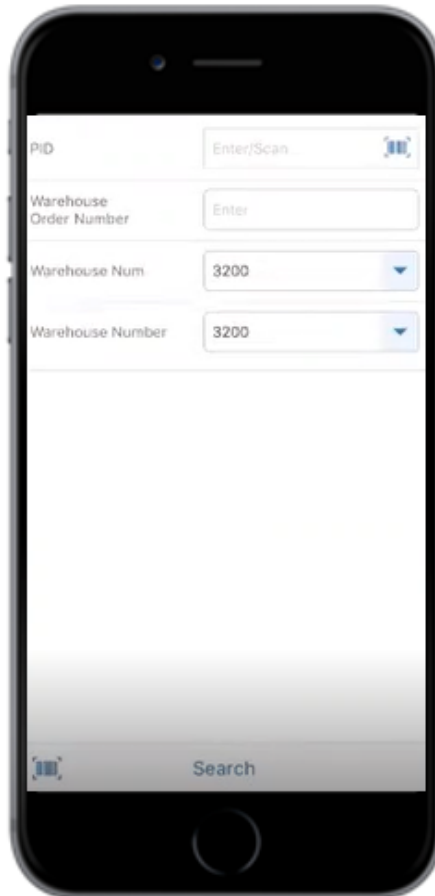 PID
Enter/Scan
Warehouse
Order Number
Enter
Warehouse Num
3200
Warehouse Number
3200
Search